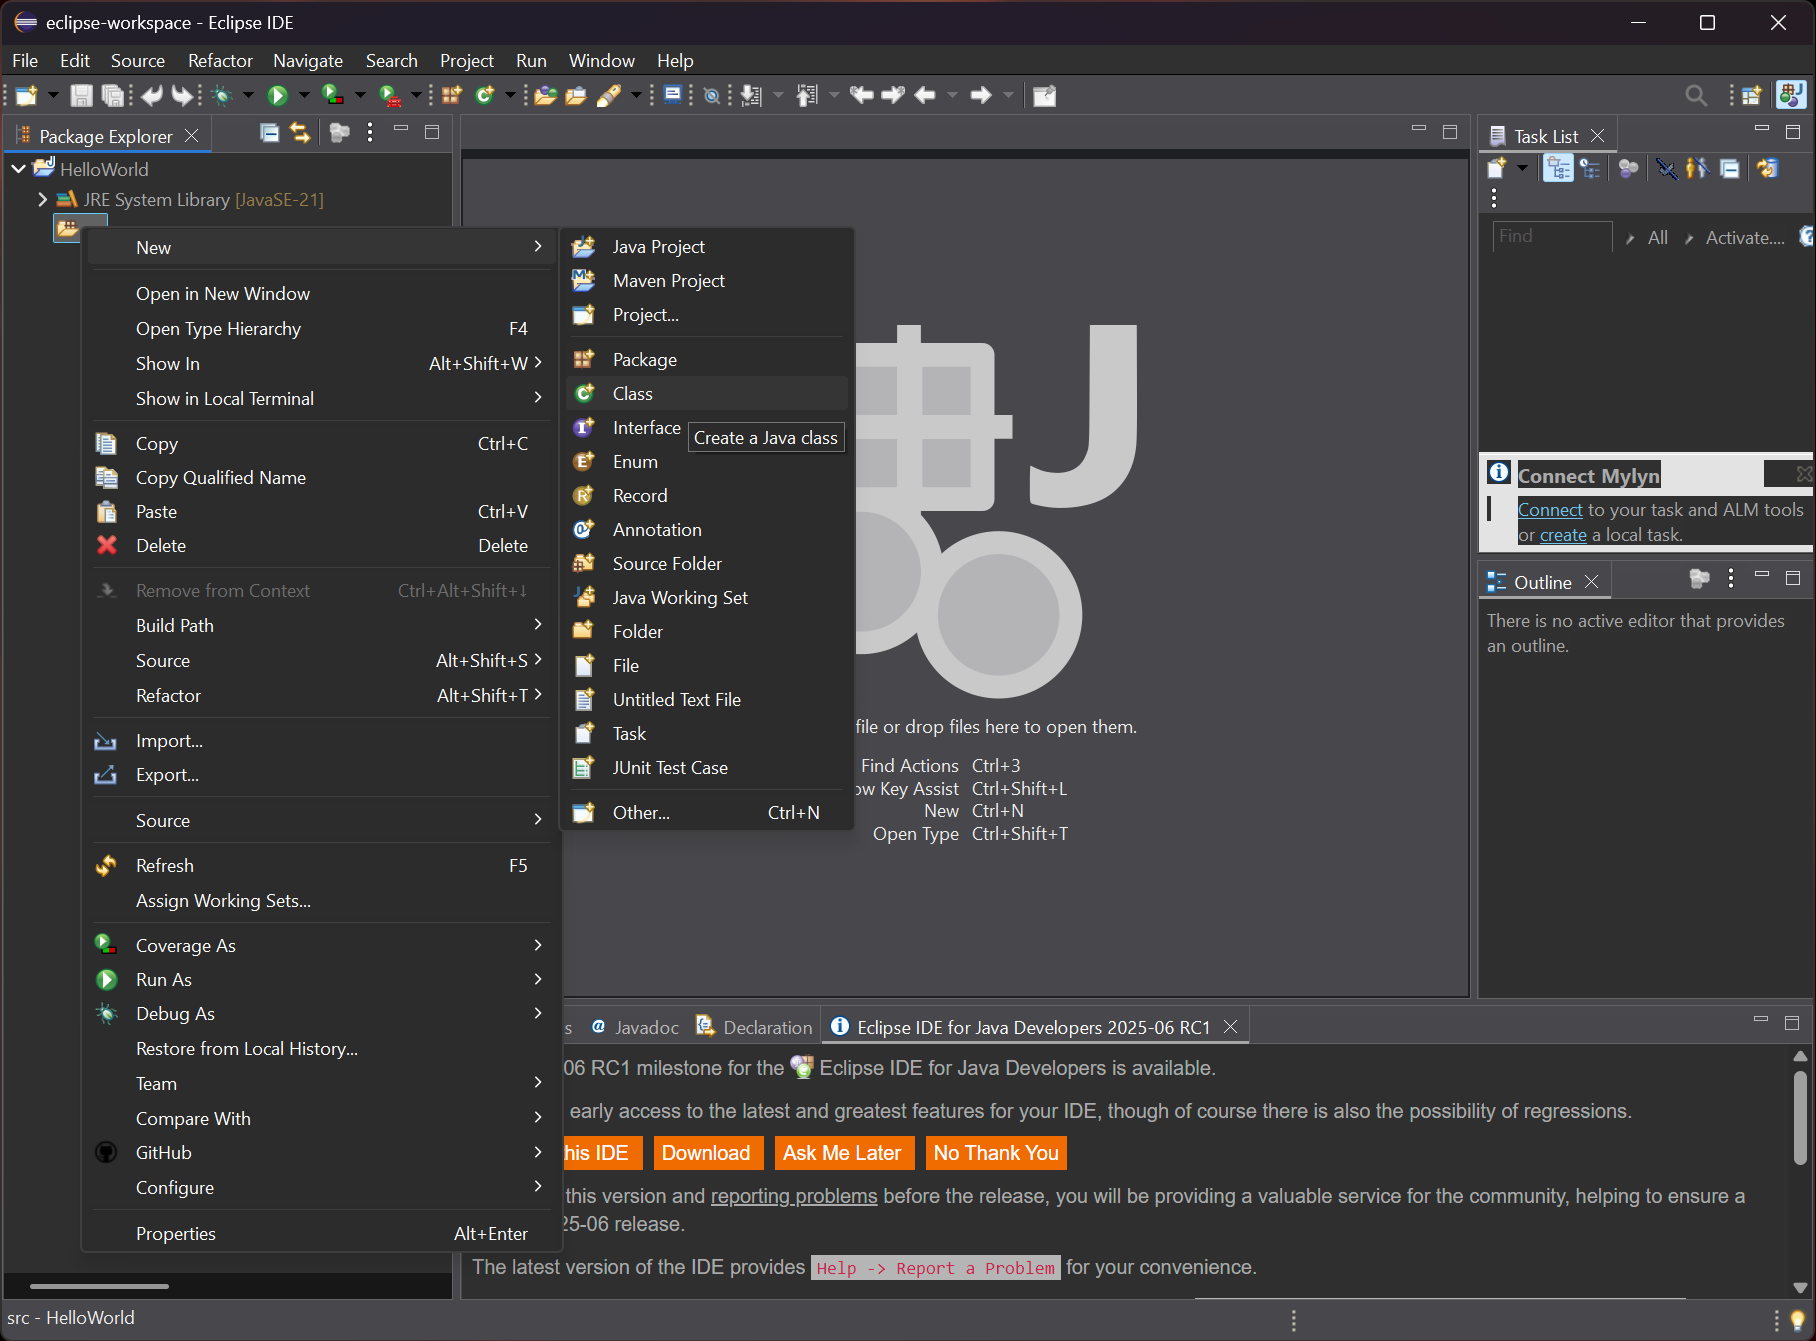 eclipse-workspace - Eclipse IDE
File Edit Source Refactor Navigate Search Project Run Window Help
Package Explorer
HelloWorld
JRE System Library [JavaSE-21]
New
Open in New Window
Open Type Hierarchy F4
Show In Alt+Shift+W
Show in Local Terminal
Copy Ctrl+C
Copy Qualified Name
Paste Ctrl+V
Delete Delete
Remove from Context Ctrl+Alt+Shift+↓
Build Path
Source Alt+Shift+S
Refactor Alt+Shift+T
Import...
Export...
Source
Refresh F5
Assign Working Sets...
Coverage As
Run As
Debug As
Restore from Local History...
Team
Compare With
GitHub
Configure
Properties Alt+Enter
Java Project
Maven Project
Project...
Package
Class
Interface
Create a Java class
Enum
Record
Annotation
Source Folder
Java Working Set
Folder
File
Untitled Text File
Task
JUnit Test Case
Other... Ctrl+N
file or drop files here to open them.
Find Actions Ctrl+3
ow Key Assist Ctrl+Shift+L
New Ctrl+N
Open Type Ctrl+Shift+T
Task List
Find All Activate....
Connect Mylyn
Connect to your task and ALM tools
or create a local task.
Outline
There is no active editor that provides
an outline.
s Javadoc Declaration Eclipse IDE for Java Developers 2025-06 RC1
06 RC1 milestone for the Eclipse IDE for Java Developers is available.
early access to the latest and greatest features for your IDE, though of course there is also the possibility of regressions.
his IDE Download Ask Me Later No Thank You
this version and reporting problems before the release, you will be providing a valuable service for the community, helping to ensure a
25-06 release.
The latest version of the IDE provides Help -> Report a Problem for your convenience.
src - HelloWorld